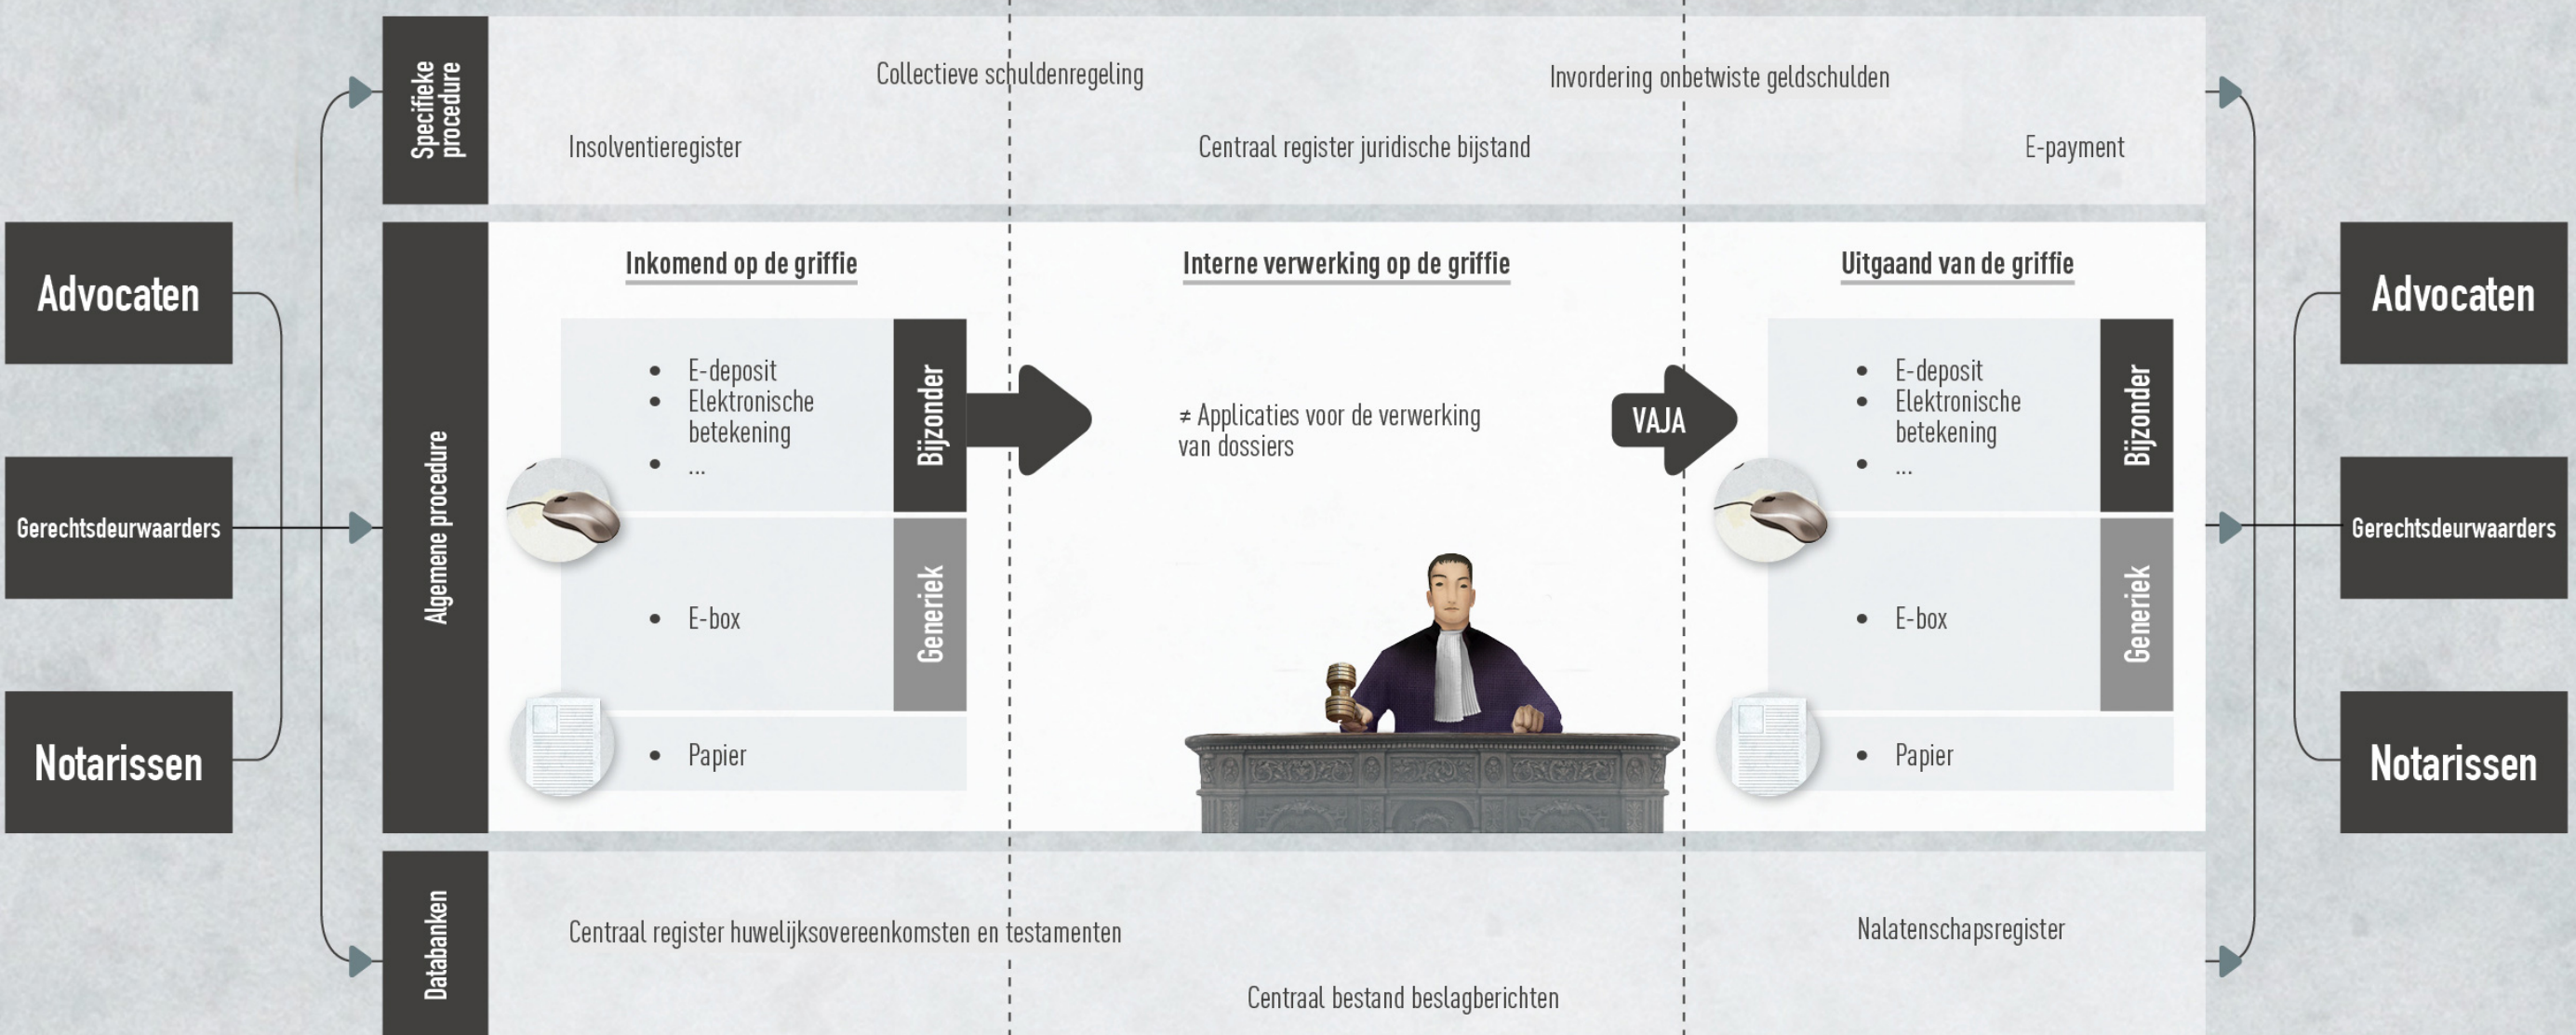 Specifieke
procedure
Collectieve schuldenregeling
Invordering onbetwiste geldschulden
Insolventieregister
Centraal register juridische bijstand
E-payment
Advocaten
Gerechtsdeurwaarders
Notarissen
Algemene procedure
Inkomend op de griffie
• E-deposit
• Elektronische
betekening
• ...
Bijzonder
• E-box
Generiek
• Papier
Interne verwerking op de griffie
≠ Applicaties voor de verwerking
van dossiers
VAJA
Uitgaand van de griffie
• E-deposit
• Elektronische
betekening
• ...
Bijzonder
• E-box
Generiek
• Papier
Advocaten
Gerechtsdeurwaarders
Notarissen
Databanken
Centraal register huwelijksovereenkomsten en testamenten
Nalatenschapsregister
Centraal bestand beslagberichten